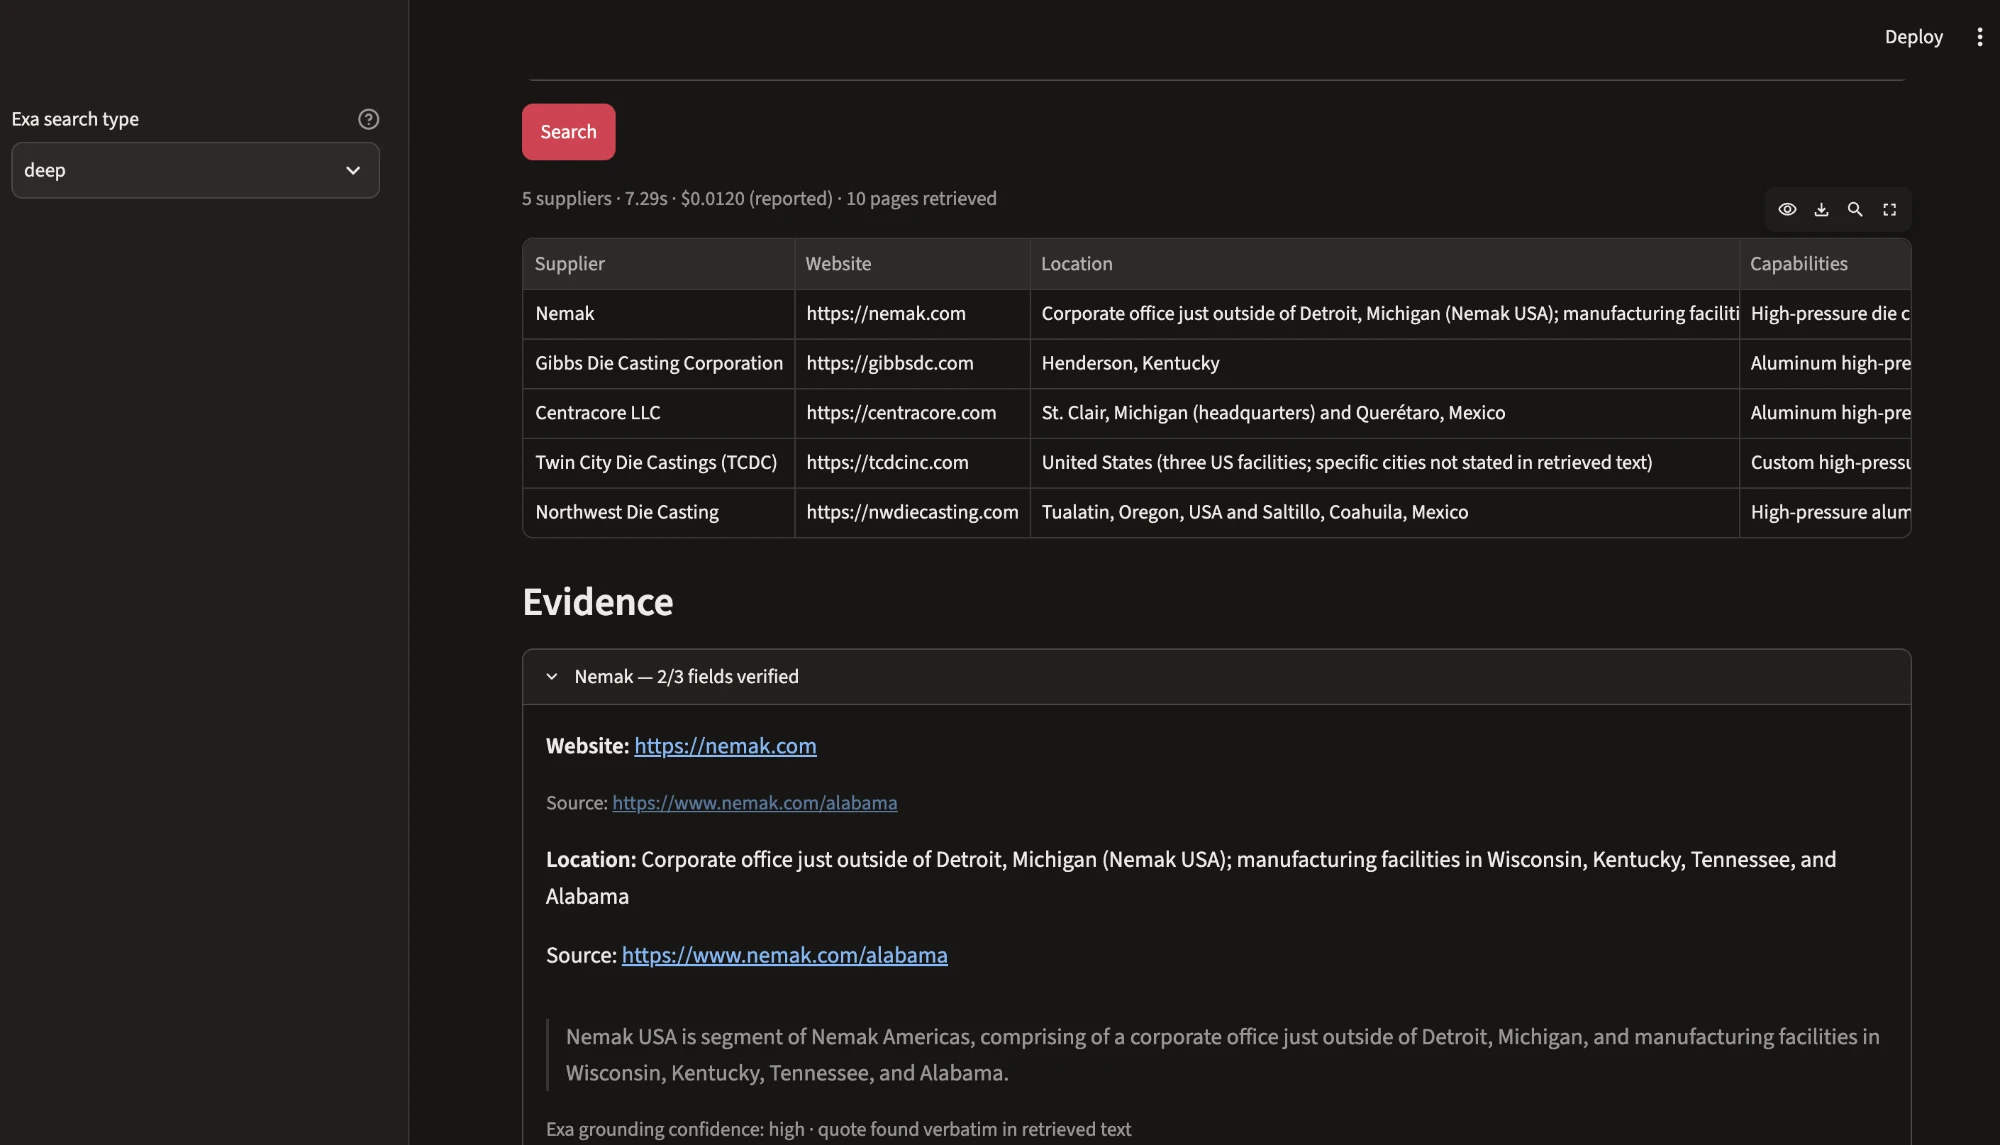 Deploy
Exa search type
deep
Search
5 suppliers · 7.29s · $0.0120 (reported) · 10 pages retrieved
Supplier Website Location Capabilities
Nemak https://nemak.com Corporate office just outside of Detroit, Michigan (Nemak USA); manufacturing faciliti High-pressure die c
Gibbs Die Casting Corporation https://gibbsdc.com Henderson, Kentucky Aluminum high-pre
Centracore LLC https://centracore.com St. Clair, Michigan (headquarters) and Querétaro, Mexico Aluminum high-pre
Twin City Die Castings (TCDC) https://tcdcinc.com United States (three US facilities; specific cities not stated in retrieved text) Custom high-pressu
Northwest Die Casting https://nwdiecasting.com Tualatin, Oregon, USA and Saltillo, Coahuila, Mexico High-pressure alum
Evidence
Nemak — 2/3 fields verified
Website: https://nemak.com
Source: https://www.nemak.com/alabama
Location: Corporate office just outside of Detroit, Michigan (Nemak USA); manufacturing facilities in Wisconsin, Kentucky, Tennessee, and
Alabama
Source: https://www.nemak.com/alabama
Nemak USA is segment of Nemak Americas, comprising of a corporate office just outside of Detroit, Michigan, and manufacturing facilities in
Wisconsin, Kentucky, Tennessee, and Alabama.
Exa grounding confidence: high · quote found verbatim in retrieved text